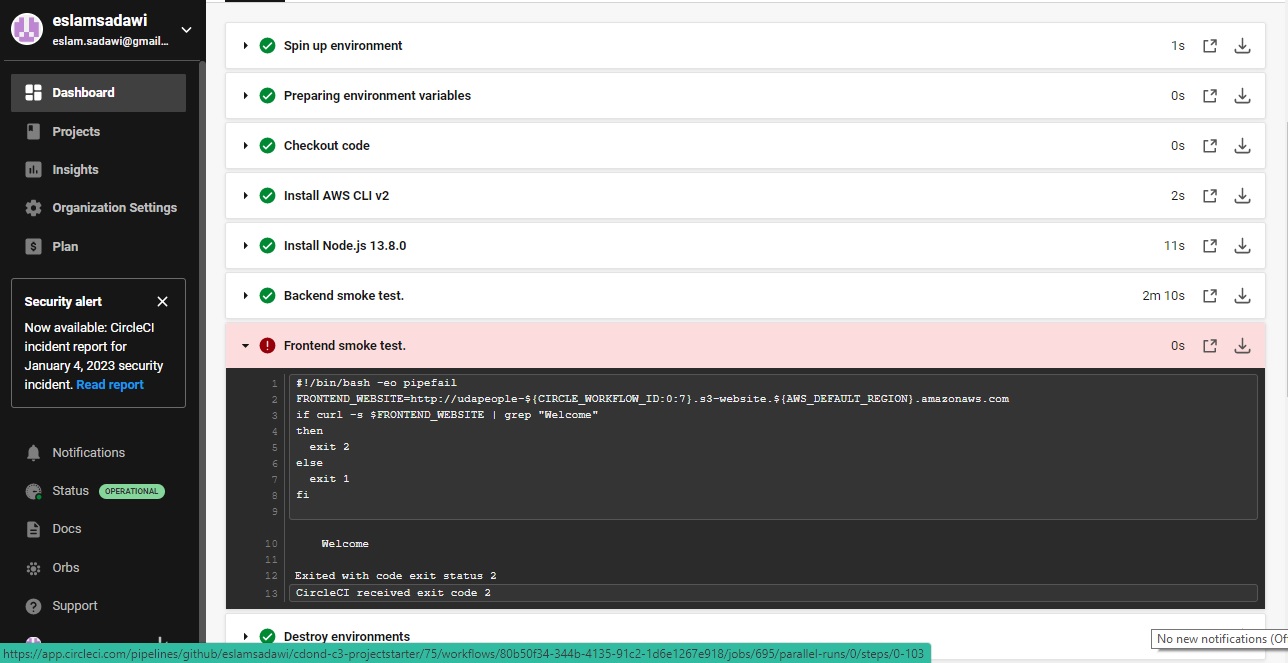 eslamsadawi
eslam.sadawi@gmail...
Dashboard
Projects
Insights
Organization Settings
Plan
Security alert
Now available: CircleCI
incident report for
January 4, 2023 security
incident. Read report
Notifications
Status OPERATIONAL
Docs
Orbs
Support
Spin up environment 1s
Preparing environment variables 0s
Checkout code 0s
Install AWS CLI v2 2s
Install Node.js 13.8.0 11s
Backend smoke test. 2m 10s
Frontend smoke test. 0s
1 #!/bin/bash -eo pipefail
2 FRONTEND_WEBSITE=http://udapeople-${CIRCLE_WORKFLOW_ID:0:7}.s3-website.${AWS_DEFAULT_REGION}.amazonaws.com
3 if curl -s $FRONTEND_WEBSITE | grep "Welcome"
4 then
5   exit 2
6 else
7   exit 1
8 fi
9
10     Welcome
11
12 Exited with code exit status 2
13 CircleCI received exit code 2
Destroy environments
No new notifications (Of
https://app.circleci.com/pipelines/github/eslamsadawi/cdond-c3-projectstarter/75/workflows/80b50f34-344b-4135-91c2-1d6e1267e918/jobs/695/parallel-runs/0/steps/0-103